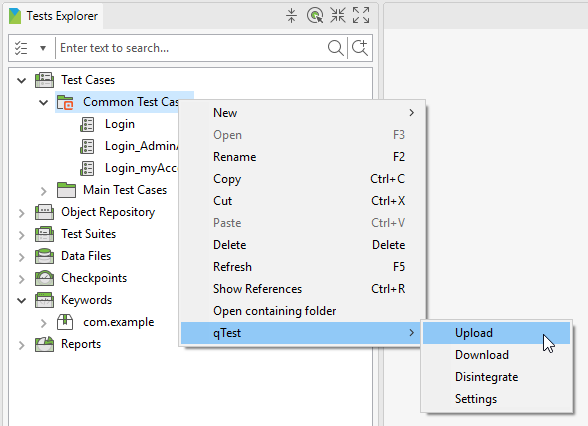 Tests Explorer
Enter text to search...
Test Cases
Common Test Cas
Login
Login_Admin
Login_myAcc
Main Test Cases
Object Repository
Test Suites
Data Files
Checkpoints
Keywords
com.example
Reports
New
Open F3
Rename F2
Copy Ctrl+C
Cut Ctrl+X
Paste Ctrl+V
Delete Delete
Refresh F5
Show References Ctrl+R
Open containing folder
qTest
Upload
Download
Disintegrate
Settings